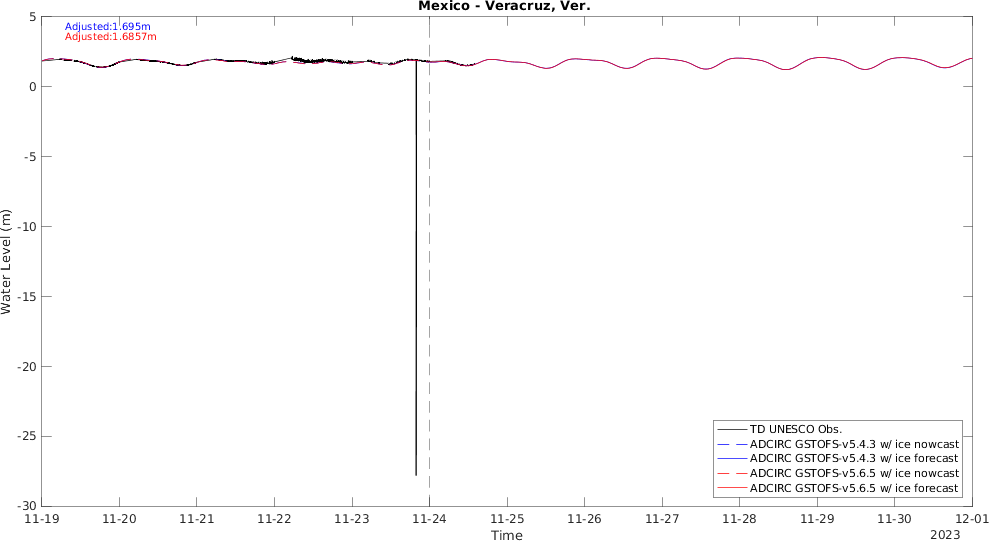 Mexico - Veracruz, Ver.
Adjusted:1.695m
Adjusted:1.6857m
5
0
-5
-10
-15
-20
-25
-30
Water Level (m)
11-19 11-20 11-21 11-22 11-23 11-24 11-25 11-26 11-27 11-28 11-29 11-30 12-01
Time
2023
TD UNESCO Obs.
ADCIRC GSTOFS-v5.4.3 w/ ice nowcast
ADCIRC GSTOFS-v5.4.3 w/ ice forecast
ADCIRC GSTOFS-v5.6.5 w/ ice nowcast
ADCIRC GSTOFS-v5.6.5 w/ ice forecast